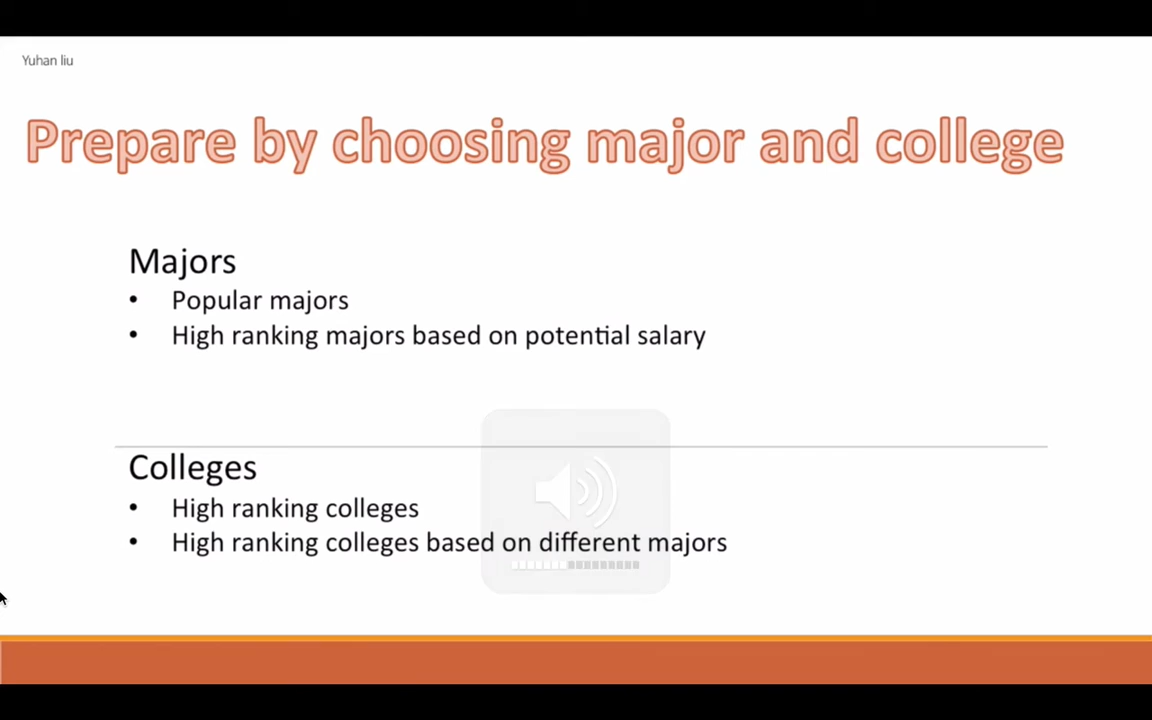 Yuhan liu
Prepare by choosing major and college
Majors
• Popular majors
• High ranking majors based on potential salary
Colleges
• High ranking colleges
• High ranking colleges based on different majors